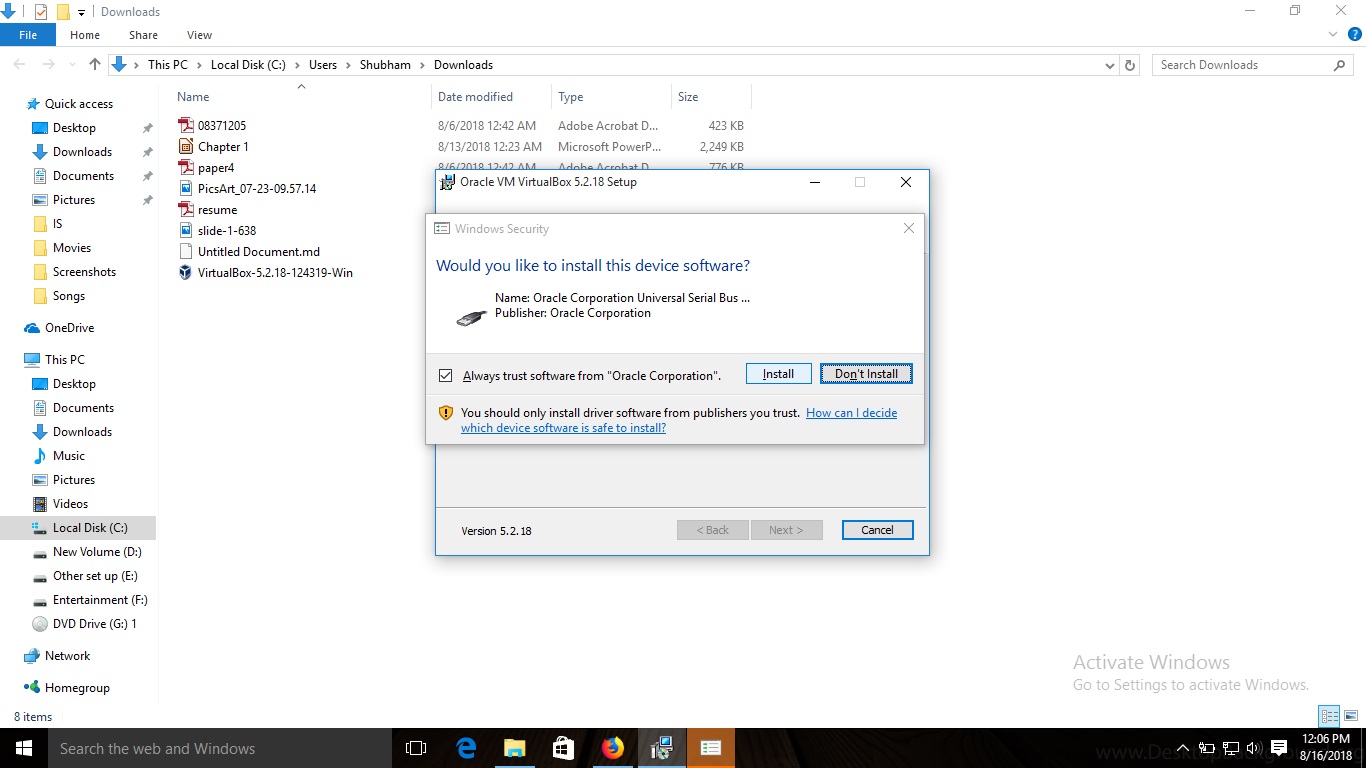 Downloads
File Home Share View
This PC Local Disk (C:) Users Shubham Downloads
Search Downloads
Name Date modified Type Size
08371205 8/6/2018 12:42 AM Adobe Acrobat D... 423 KB
Chapter 1 8/13/2018 12:23 AM Microsoft PowerP... 2,249 KB
paper4 8/6/2018 12:42 AM Adobe Acrobat D... 776 KB
PicsArt_07-23-09.57.14
resume
slide-1-638
Untitled Document.md
VirtualBox-5.2.18-124319-Win
Quick access
Desktop
Downloads
Documents
Pictures
IS
Movies
Screenshots
Songs
OneDrive
This PC
Desktop
Documents
Downloads
Music
Pictures
Videos
Local Disk (C:)
New Volume (D:)
Other set up (E:)
Entertainment (F:)
DVD Drive (G:) 1
Network
Homegroup
8 items
Oracle VM VirtualBox 5.2.18 Setup
Windows Security
Would you like to install this device software?
Name: Oracle Corporation Universal Serial Bus ...
Publisher: Oracle Corporation
Always trust software from "Oracle Corporation".
Install
Don't Install
You should only install driver software from publishers you trust. How can I decide
which device software is safe to install?
Version 5.2.18
< Back
Next >
Cancel
Activate Windows
Go to Settings to activate Windows.
Search the web and Windows
12:06 PM
8/16/2018